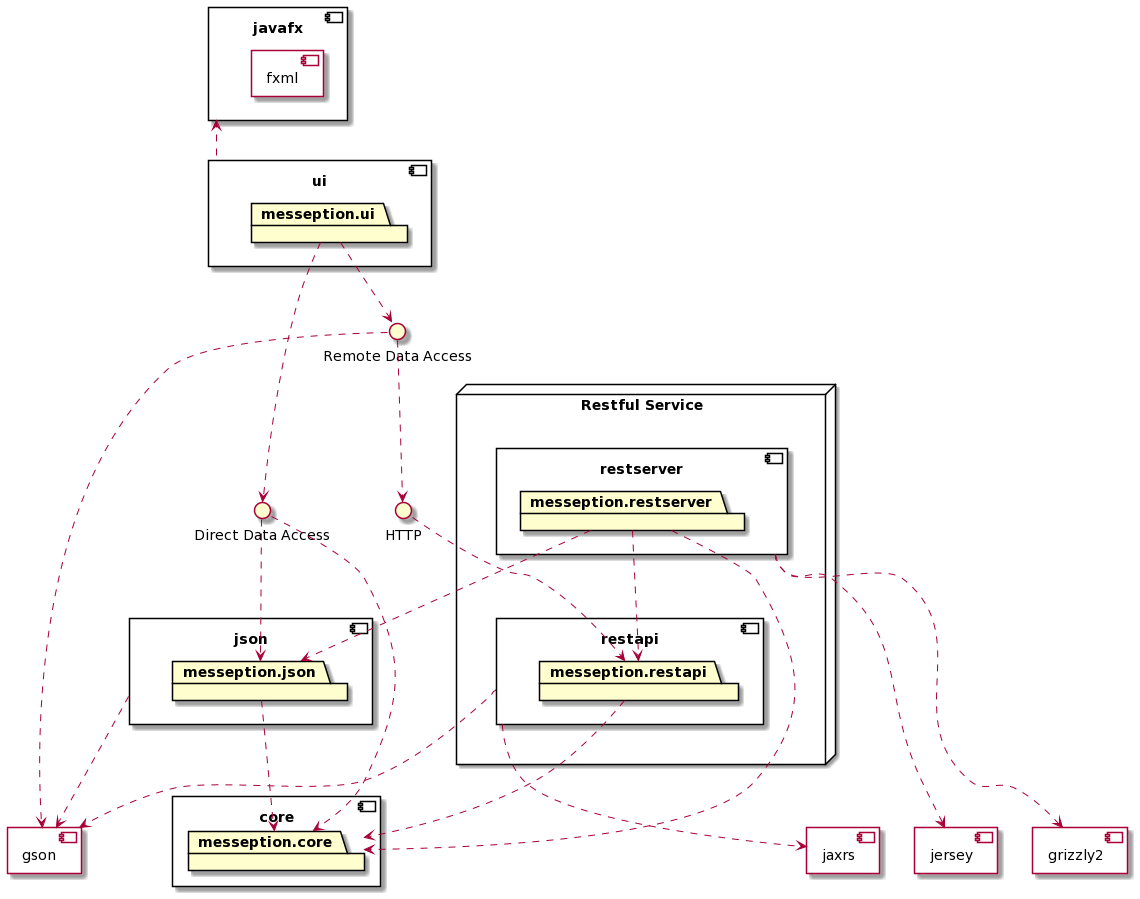 javafx
fxml
ui
messeption.ui
Remote Data Access
Restful Service
restserver
messeption.restserver
Direct Data Access
HTTP
json
messeption.json
restapi
messeption.restapi
core
messeption.core
gson
jaxrs
jersey
grizzly2